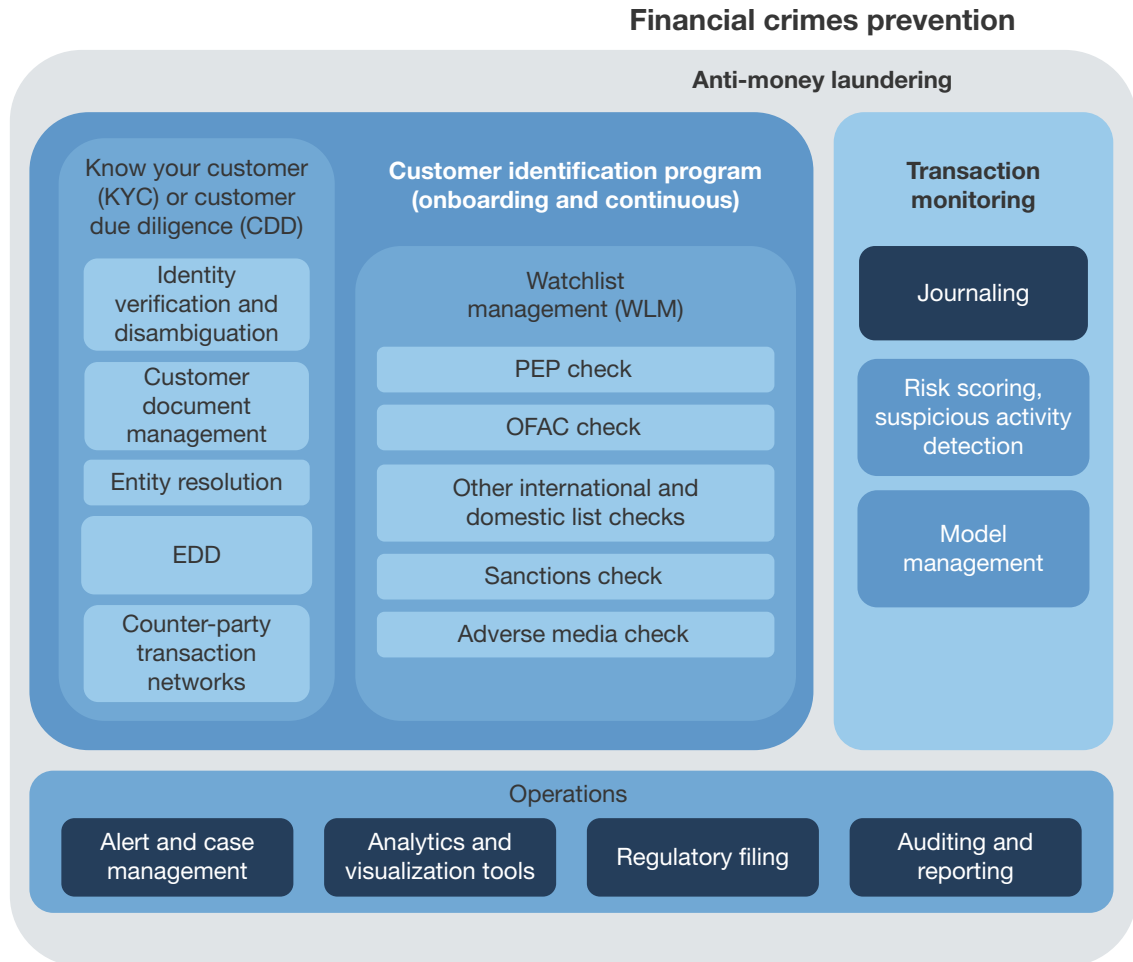 Financial crimes prevention
Anti-money laundering
Know your customer
(KYC) or customer
due diligence (CDD)
Identity
verification and
disambiguation
Customer
document
management
Entity resolution
EDD
Counter-party
transaction
networks
Customer identification program
(onboarding and continuous)
Watchlist
management (WLM)
PEP check
OFAC check
Other international and
domestic list checks
Sanctions check
Adverse media check
Transaction
monitoring
Journaling
Risk scoring,
suspicious activity
detection
Model
management
Operations
Alert and case
management
Analytics and
visualization tools
Regulatory filing
Auditing and
reporting